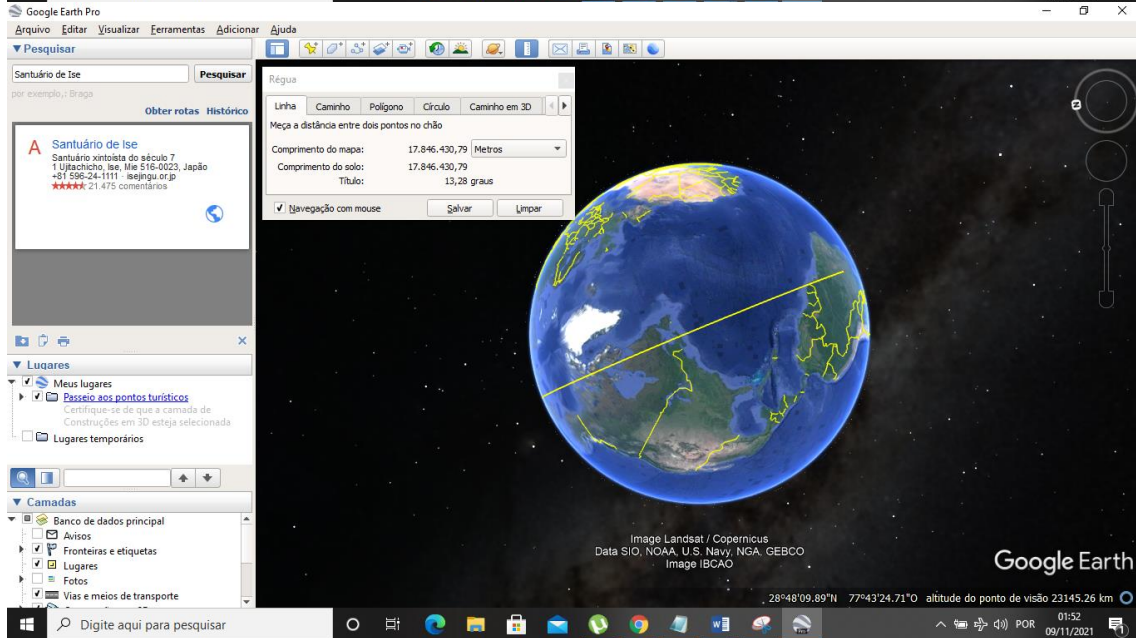 Google Earth Pro
Arquivo Editar Visualizar Ferramentas Adicionar Ajuda
Pesquisar
Santuário de Ise
Pesquisar
por exemplo,: Braga
Obter rotas Histórico
A Santuário de Ise
Santuário xintoísta do século 7
1 Ujitachicho, Ise, Mie 516-0023, Japão
+81 596-24-1111 · isejingu.or.jp
21.475 comentários
Lugares
Meus lugares
Passeio aos pontos turísticos
Certifique-se de que a camada de
Construções em 3D esteja selecionada
Lugares temporários
Camadas
Banco de dados principal
Avisos
Fronteiras e etiquetas
Lugares
Fotos
Vias e meios de transporte
Régua
Linha Caminho Polígono Círculo Caminho em 3D
Meça a distância entre dois pontos no chão
Comprimento do mapa: 17.846.430,79 Metros
Comprimento do solo: 17.846.430,79
Título: 13,28 graus
Navegação com mouse Salvar Limpar
N
Image Landsat / Copernicus
Data SIO, NOAA, U.S. Navy, NGA, GEBCO
Image IBCAO
Google Earth
28°48'09.89"N 77°43'24.71"O altitude do ponto de visão 23145.26 km
Digite aqui para pesquisar
POR
01:52
09/11/2021